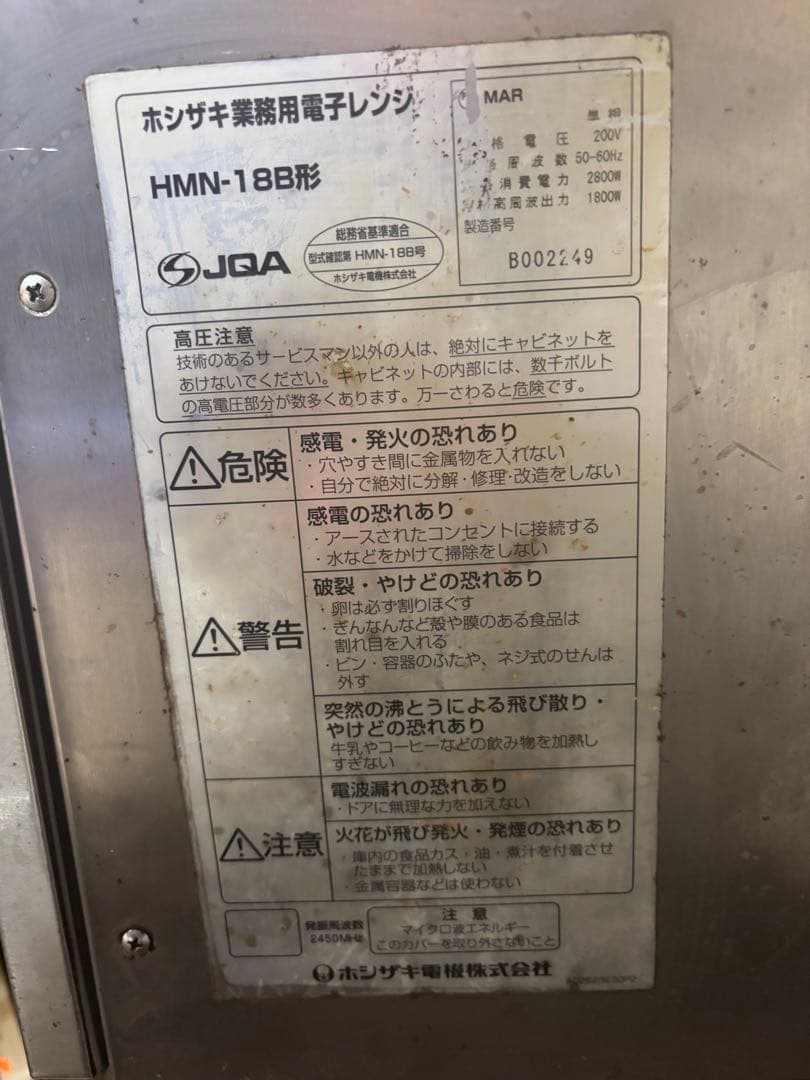 ホシザキ業務用電子レンジ
HMN-18B形
JQA
総務省基準適合
型式確認第 HMN-18B号
ホシザキ電機株式会社
MAR
単相
格電圧 200V
周波数 50-60Hz
消費電力 2800W
高周波出力 1800W
製造番号
B002249
高圧注意
技術のあるサービスマン以外の人は、絶対にキャビネットを
あけないでください。キャビネットの内部には、数千ボルト
の高電圧部分が数多くあります。万一さわると危険です。
危険
感電・発火の恐れあり
・穴やすき間に金属物を入れない
・自分で絶対に分解・修理・改造をしない
警告
感電の恐れあり
・アースされたコンセントに接続する
・水などをかけて掃除をしない
破裂・やけどの恐れあり
・卵は必ず割りほぐす
・ぎんなんなど殻や膜のある食品は
割れ目を入れる
・ビン・容器のふたや、ネジ式のせんは
外す
突然の沸とうによる飛び散り・
やけどの恐れあり
牛乳やコーヒーなどの飲み物を加熱し
すぎない
注意
電波漏れの恐れあり
・ドアに無理な力を加えない
火花が飛び発火・発煙の恐れあり
・庫内の食品カス・油・煮汁を付着させ
たままで加熱しない
・金属容器などは使わない
発振周波数
2450MHz
注意
マイクロ波エネルギー
このカバーを取り外さないこと
ホシザキ電機株式会社